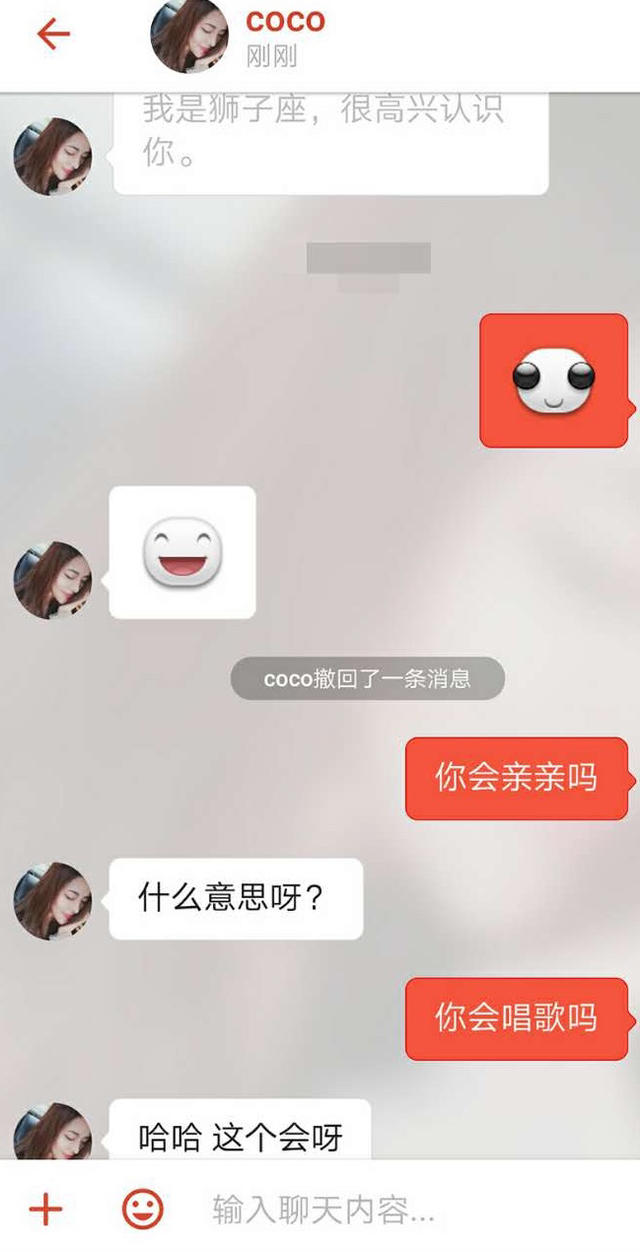 coco
刚刚
我是狮子座，很高兴认识
你。
coco撤回了一条消息
你会亲亲吗
什么意思呀？
你会唱歌吗
哈哈 这个会呀
输入聊天内容...